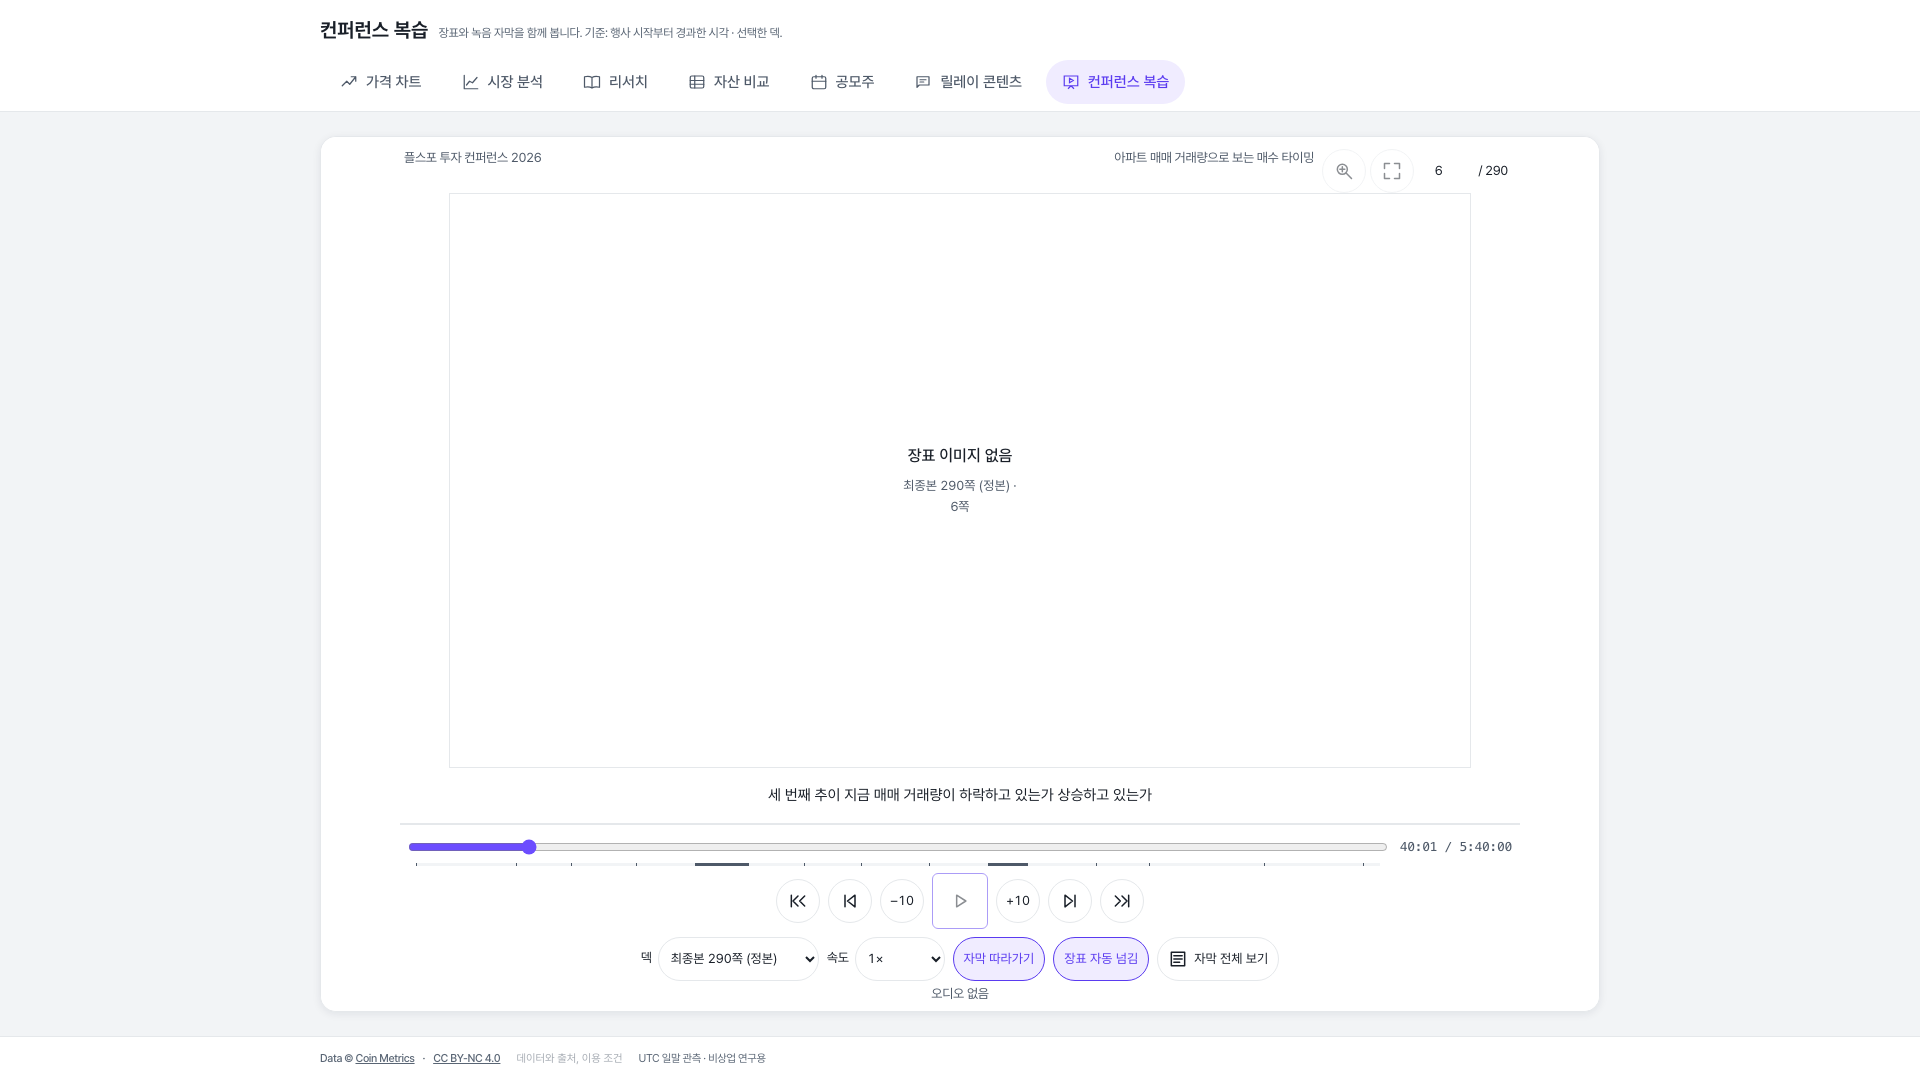 컨퍼런스 복습
장표와 녹음 자막을 함께 봅니다. 기준: 행사 시작부터 경과한 시각 · 선택한 덱.
가격 차트
시장 분석
리서치
자산 비교
공모주
릴레이 콘텐츠
컨퍼런스 복습
플스포 투자 컨퍼런스 2026
아파트 매매 거래량으로 보는 매수 타이밍
6 / 290
장표 이미지 없음
최종본 290쪽 (정본) ·
6쪽
세 번째 추이 지금 매매 거래량이 하락하고 있는가 상승하고 있는가
40:01 / 5:40:00
−10
+10
덱 최종본 290쪽 (정본) 속도 1× 자막 따라가기 장표 자동 넘김 자막 전체 보기
오디오 없음
Data © Coin Metrics · CC BY-NC 4.0 데이터와 출처, 이용 조건 UTC 일말 관측 · 비상업 연구용